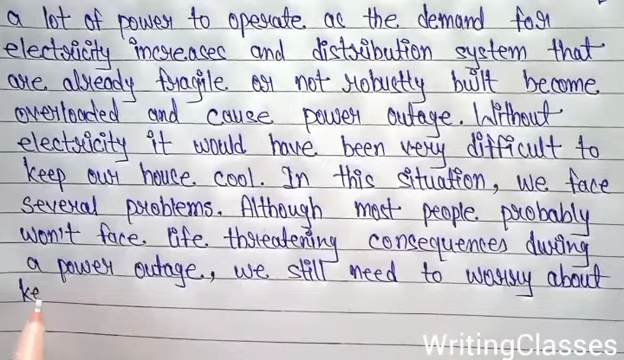 a lot of power to operate as the demand for
electricity increases and distribution system that
are already fragile or not robustly built become
overloaded and cause power outage. Without
electricity it would have been very difficult to
keep our house cool. In this situation, we face
several problems. Although most people probably
won't face life threatening consequences during
a power outage, we still need to worry about
ke
WritingClasses